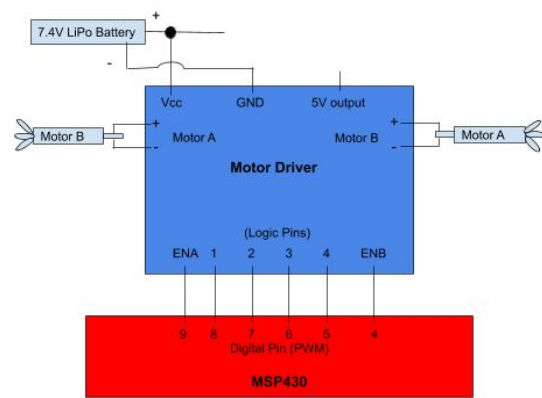 +
7.4V LiPo Battery
-
Vcc GND 5V output
+ +
Motor B Motor A Motor B Motor A
- -
Motor Driver
(Logic Pins)
ENA 1 2 3 4 ENB
9 8 7 6 5 4
Digital Pin (PWM)
MSP430